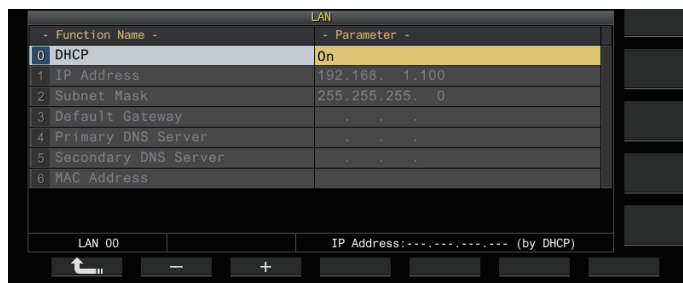 LAN
- Function Name - - Parameter -
0 DHCP On
1 IP Address 192.168.  1.100
2 Subnet Mask 255.255.255.  0
3 Default Gateway . . .
4 Primary DNS Server . . .
5 Secondary DNS Server . . .
6 MAC Address
LAN 00 IP Address:---.---.---.--- (by DHCP)
− +